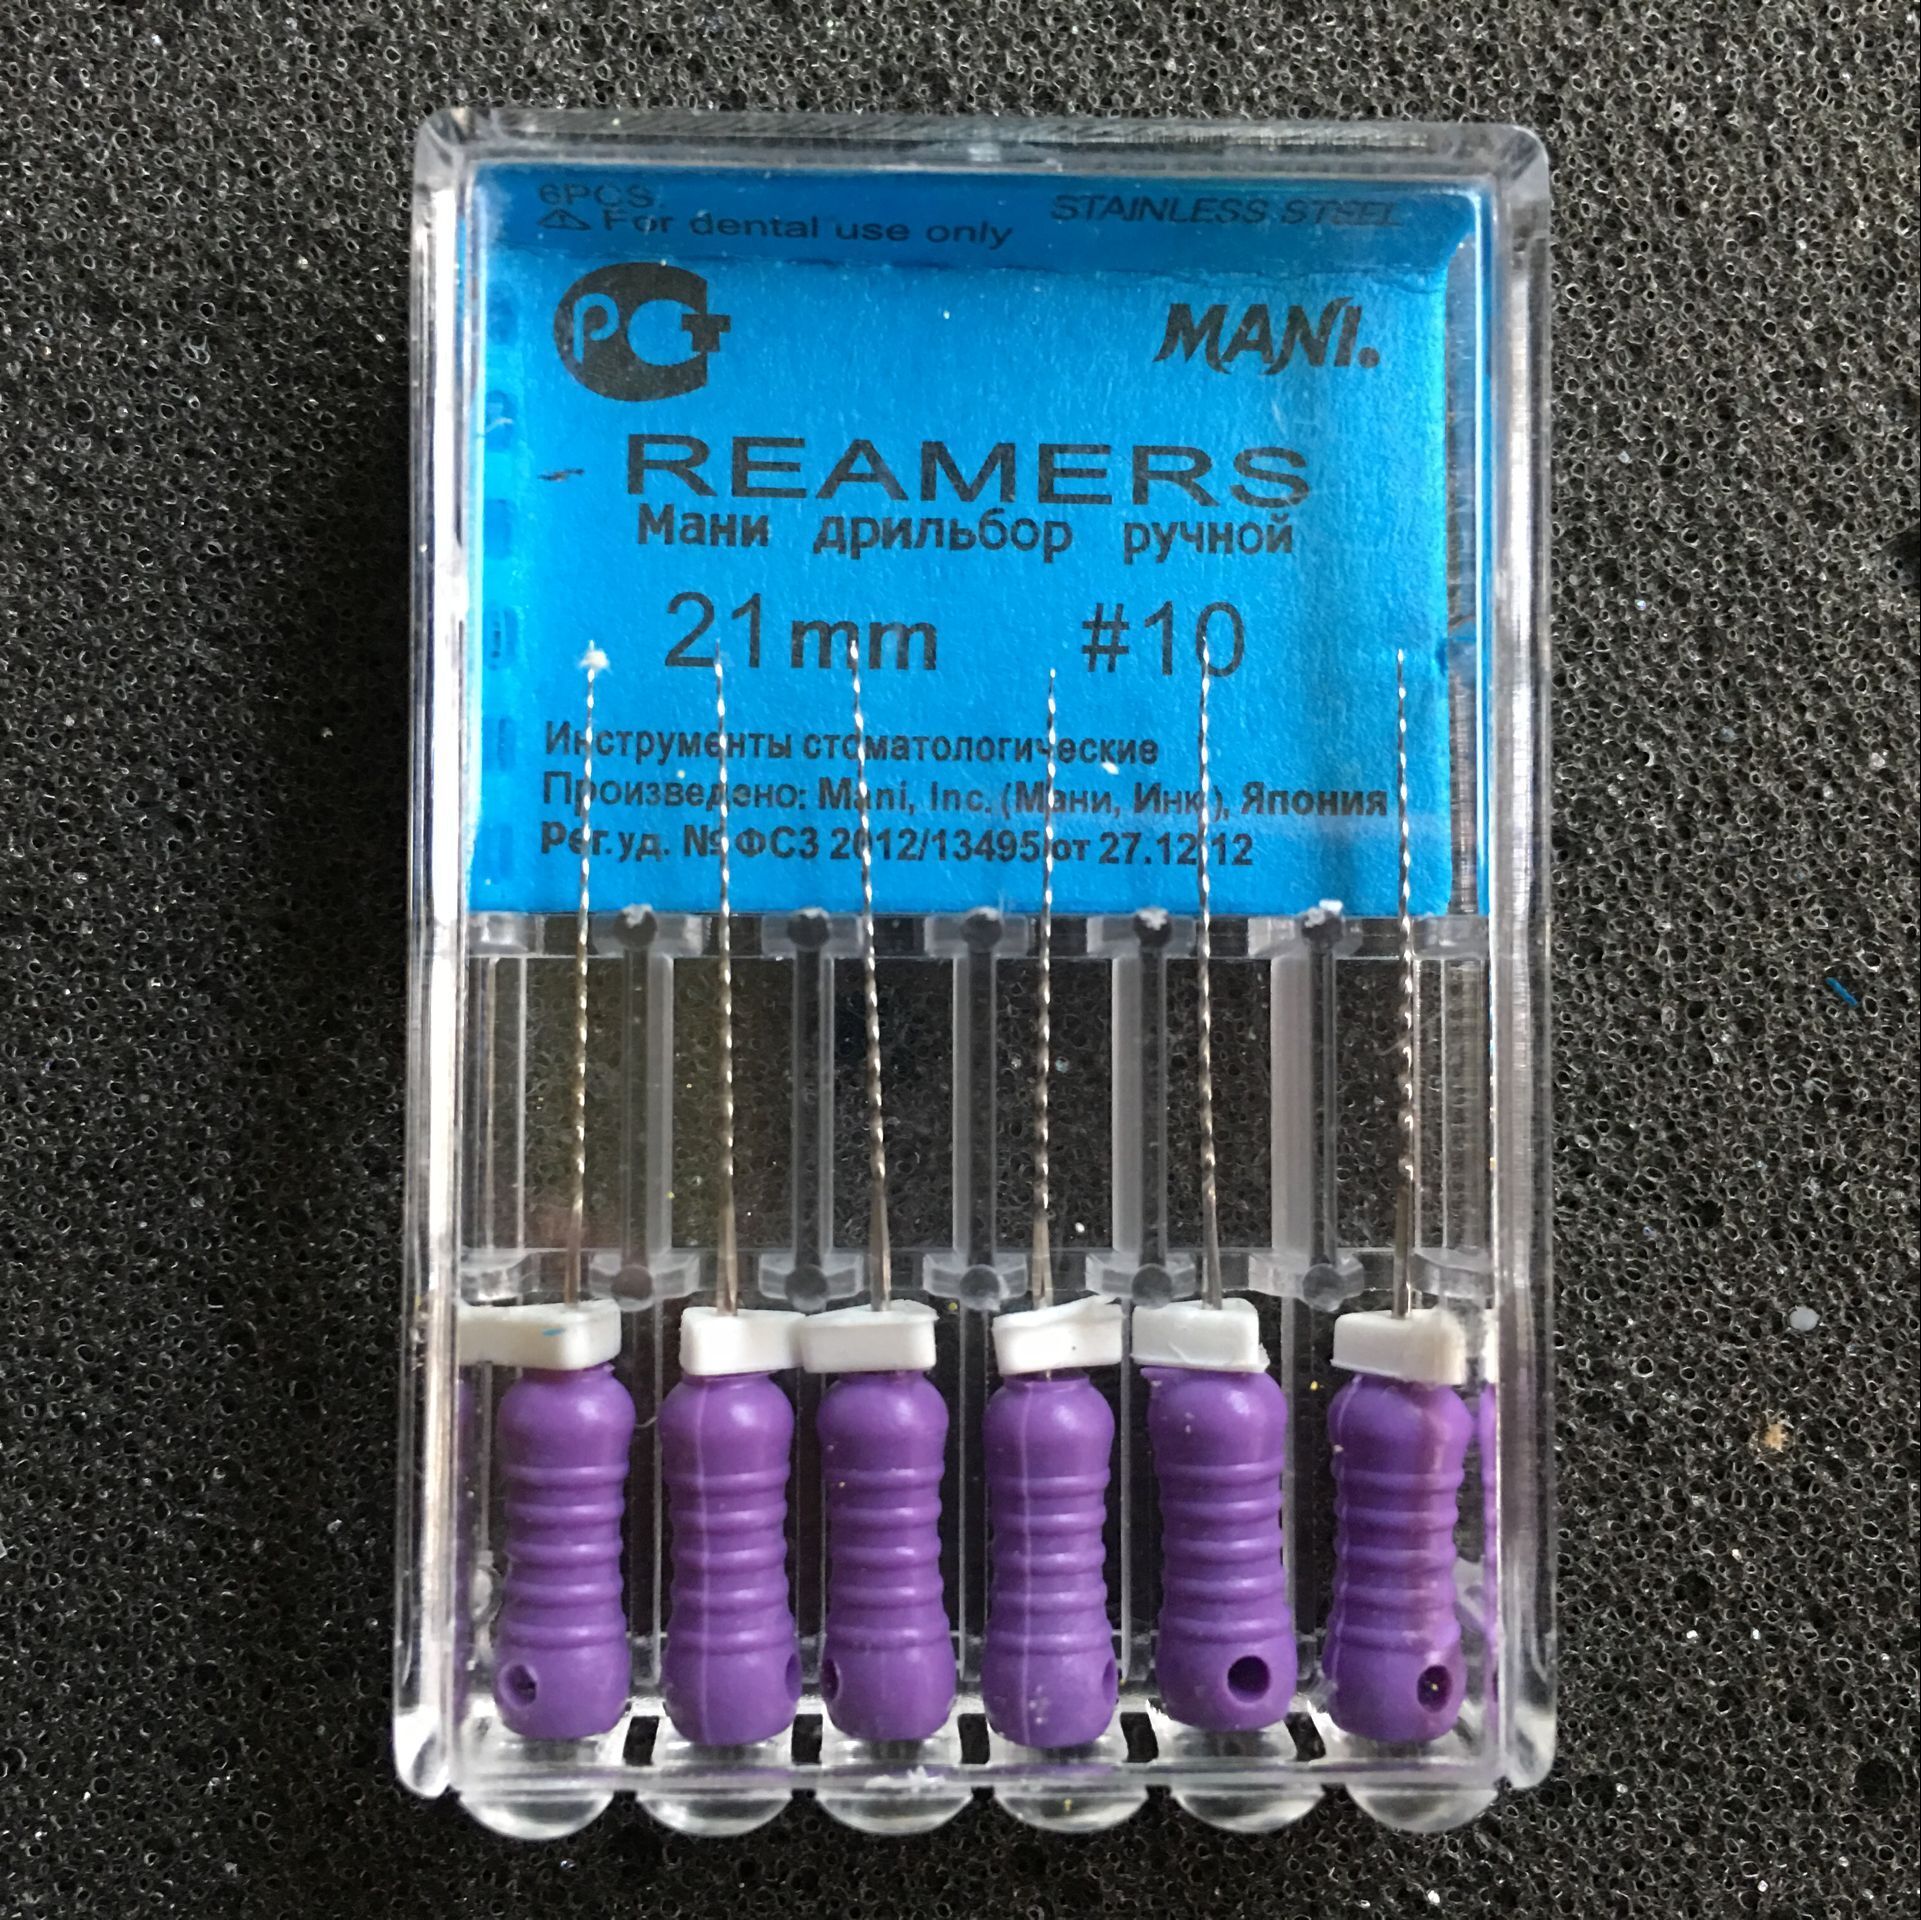 6PCS.
STAINLESS STEEL
⚠ For dental use only
РСТ
MANI.
REAMERS
Мани дрильбор ручной
21mm #10
Инструменты стоматологические
Произведено: Mani, Inc. (Мани, Инк.), Япония
Рег.уд. № ФСЗ 2012/13495 от 27.12.12